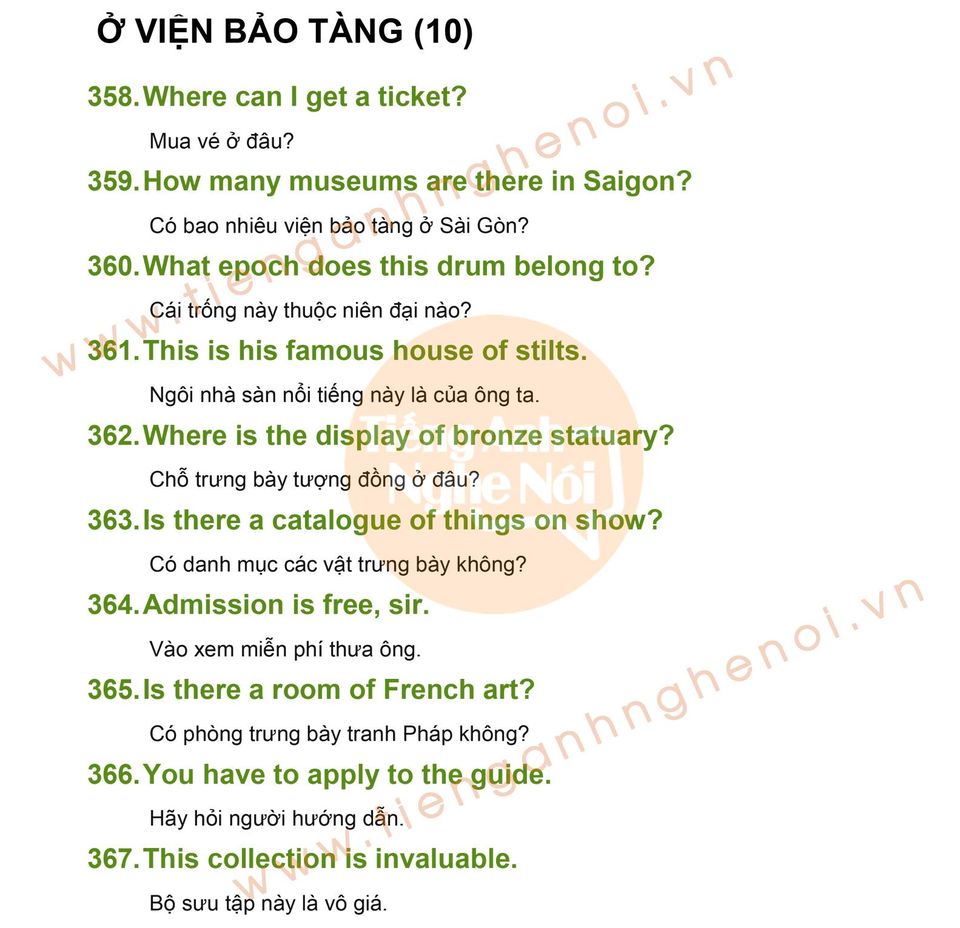 Ở VIỆN BẢO TÀNG (10)
358. Where can I get a ticket?
Mua vé ở đâu?
359. How many museums are there in Saigon?
Có bao nhiêu viện bảo tàng ở Sài Gòn?
360. What epoch does this drum belong to?
Cái trống này thuộc niên đại nào?
361. This is his famous house of stilts.
Ngôi nhà sàn nổi tiếng này là của ông ta.
362. Where is the display of bronze statuary?
Chỗ trưng bày tượng đồng ở đâu?
363. Is there a catalogue of things on show?
Có danh mục các vật trưng bày không?
364. Admission is free, sir.
Vào xem miễn phí thưa ông.
365. Is there a room of French art?
Có phòng trưng bày tranh Pháp không?
366. You have to apply to the guide.
Hãy hỏi người hướng dẫn.
367. This collection is invaluable.
Bộ sưu tập này là vô giá.
www.tienganhnghenoi.vn
Tiếng Anh
Nghe Nói
www.tienganhnghenoi.vn